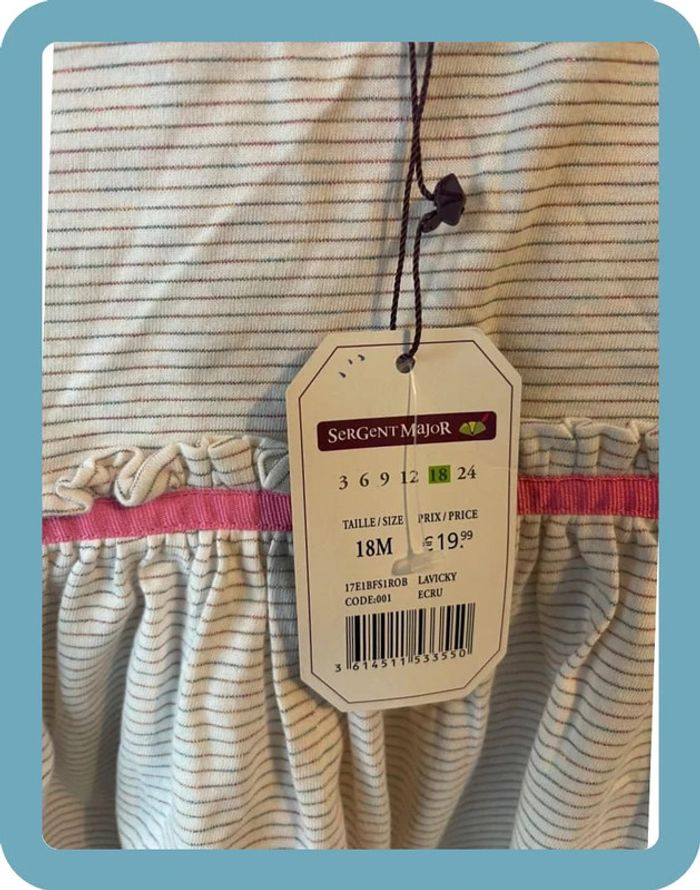 SeRGeNT MaJoR
3 6 9 12 18 24
TAILLE/SIZE PRIX/PRICE
18M €19.99
17E1BFS1ROB LAVICKY
CODE:001 ECRU
3 614511 533550